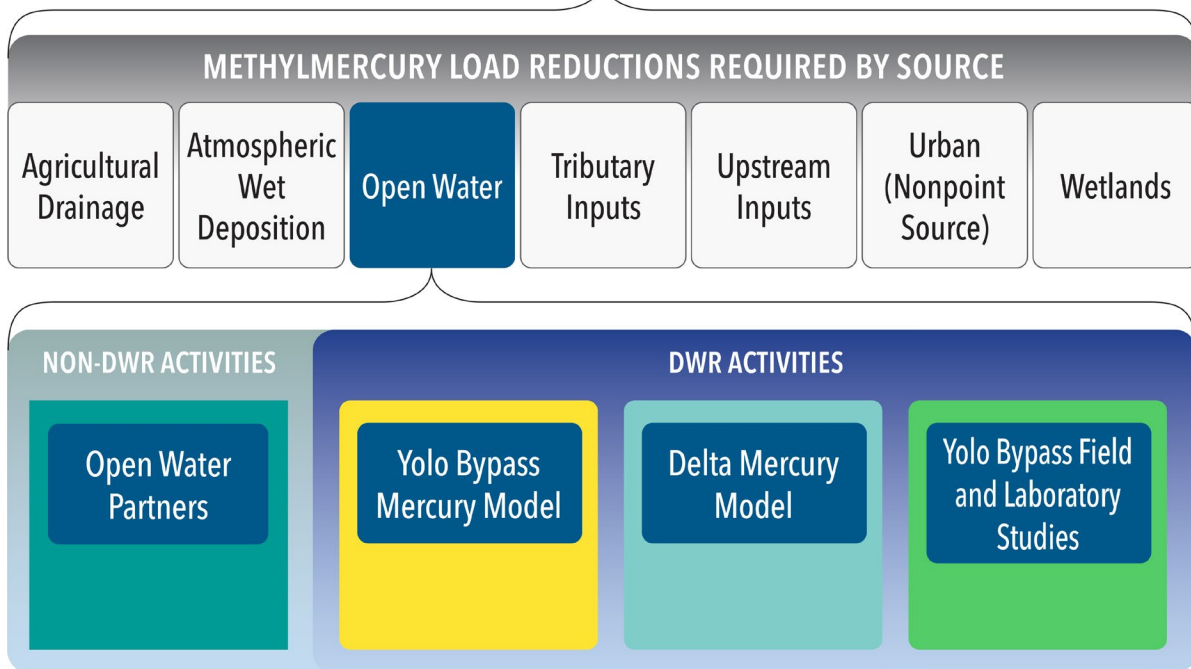 METHYLMERCURY LOAD REDUCTIONS REQUIRED BY SOURCE
Agricultural
Drainage
Atmospheric
Wet
Deposition
Open Water
Tributary
Inputs
Upstream
Inputs
Urban
(Nonpoint
Source)
Wetlands
NON-DWR ACTIVITIES
DWR ACTIVITIES
Open Water
Partners
Yolo Bypass
Mercury Model
Delta Mercury
Model
Yolo Bypass Field
and Laboratory
Studies